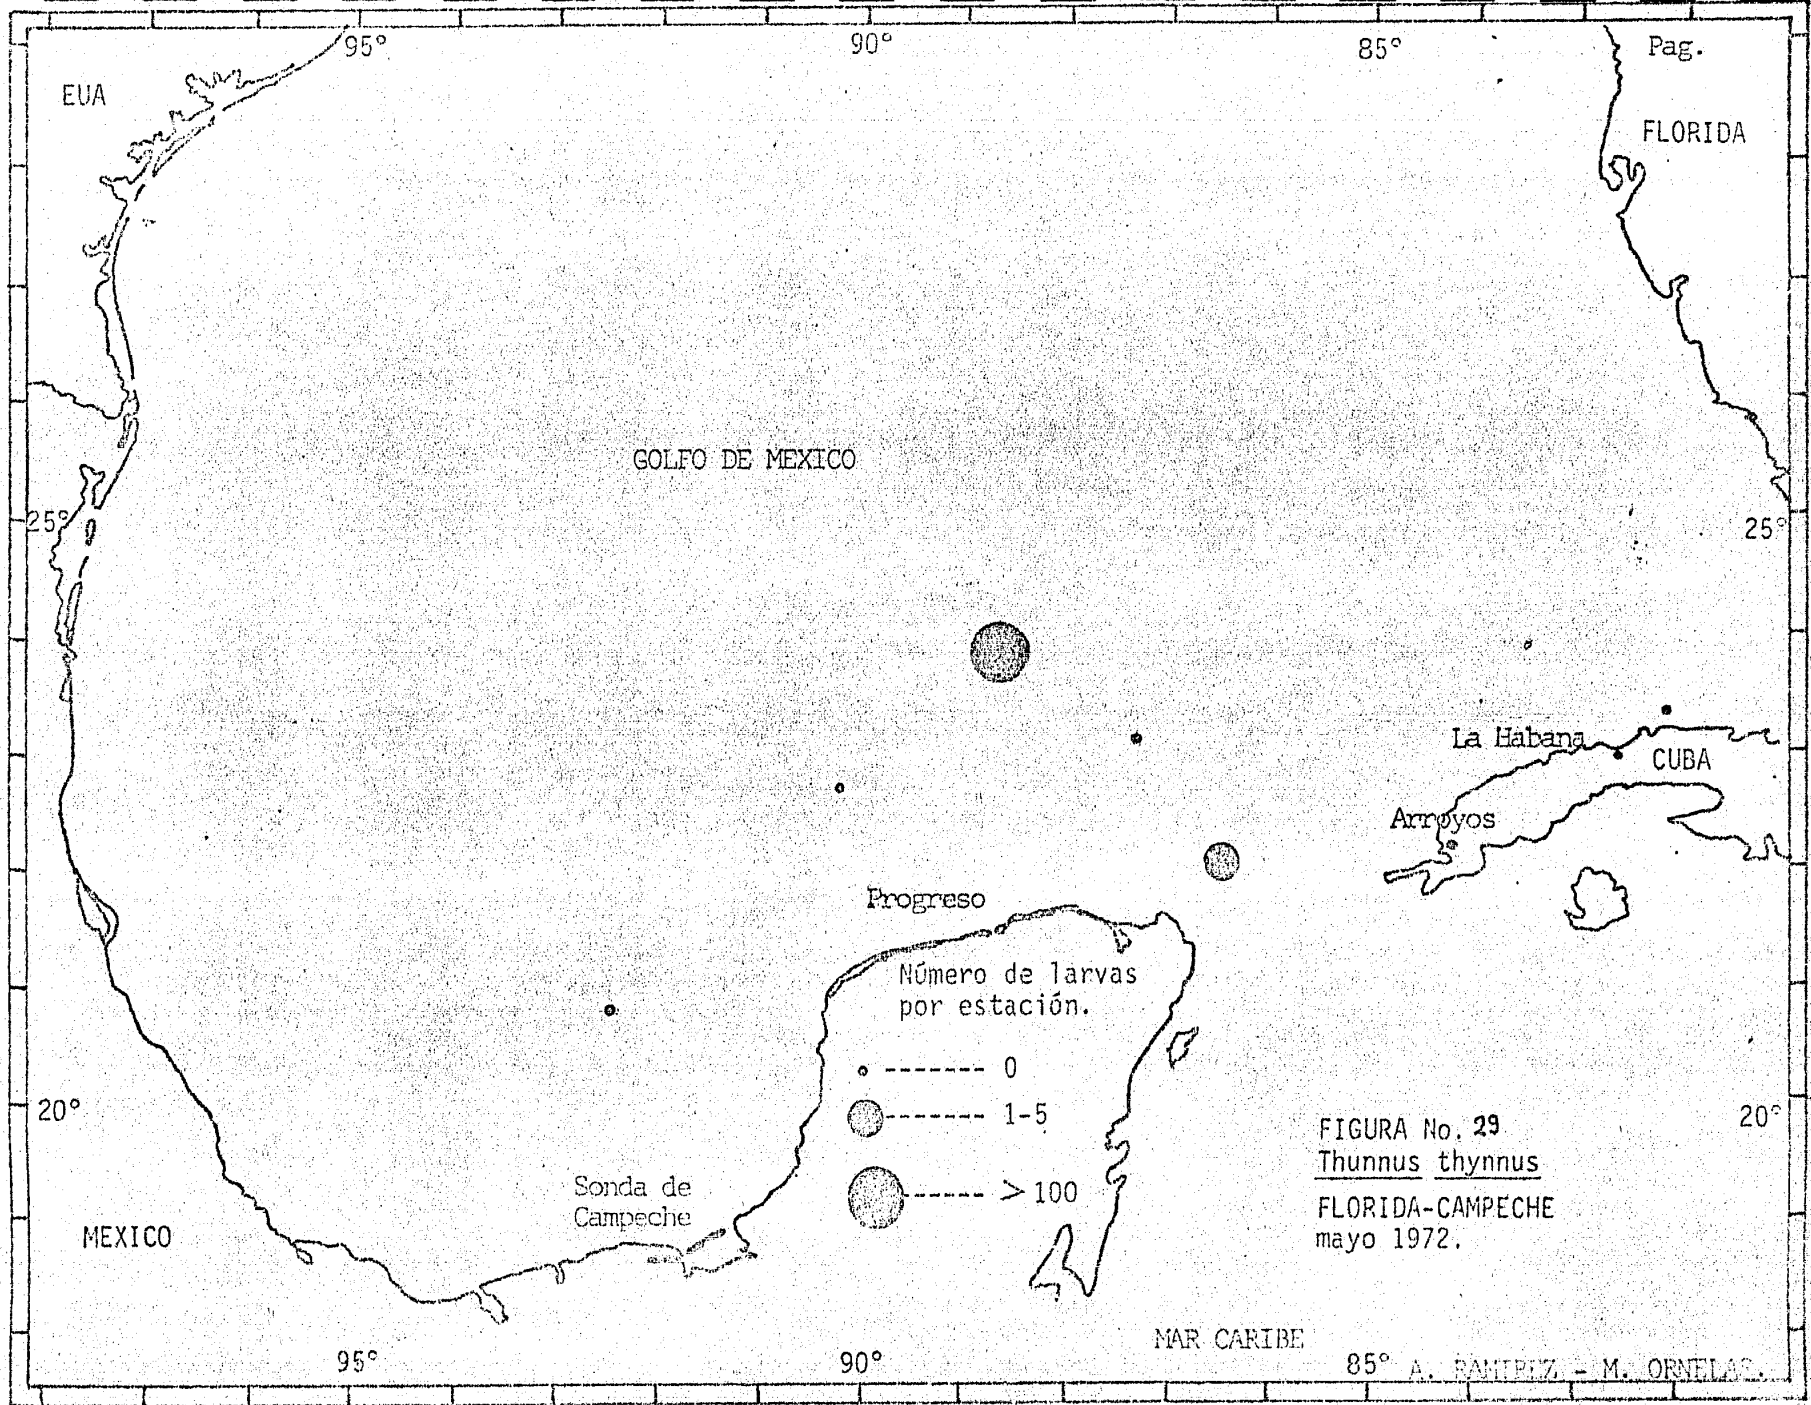 95°
90°
85°
Pag.
EUA
FLORIDA
GOLFO DE MEXICO
25°
25°
La Habana
CUBA
Arroyos
Progreso
Número de larvas
por estación.
0
1-5
> 100
20°
20°
FIGURA No. 29
Thunnus thynnus
FLORIDA-CAMPECHE
mayo 1972.
Sonda de
Campeche
MEXICO
MAR CARIBE
95°
90°
85°
A. RAMIREZ - M. ORNELAS.